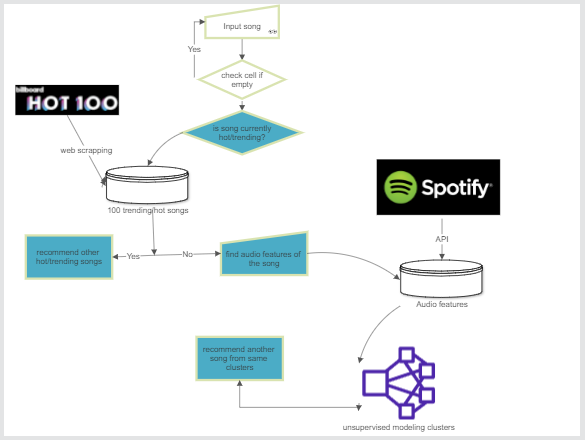 Input song
Yes
check cell if
empty
billboard
HOT 100
is song currently
hot/trending?
web scrapping
Spotify
100 trending/hot songs
API
recommend other
hot/trending songs
Yes
No
find audio features of
the song
Audio features
recommend another
song from same
clusters
unsupervised modeling clusters